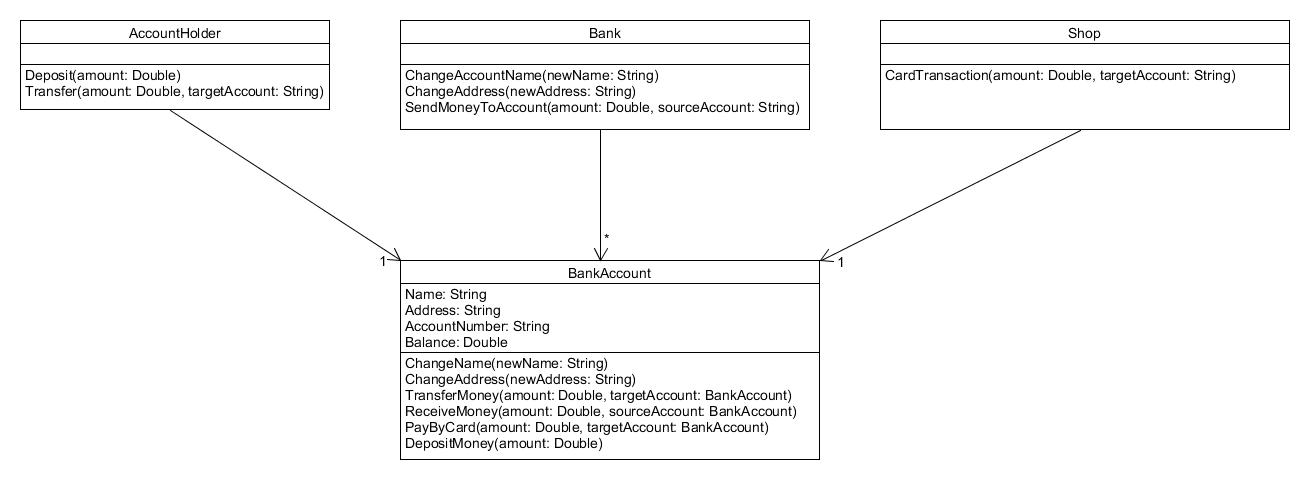 AccountHolder
Deposit(amount: Double)
Transfer(amount: Double, targetAccount: String)
Bank
ChangeAccountName(newName: String)
ChangeAddress(newAddress: String)
SendMoneyToAccount(amount: Double, sourceAccount: String)
Shop
CardTransaction(amount: Double, targetAccount: String)
*
1
1
BankAccount
Name: String
Address: String
AccountNumber: String
Balance: Double
ChangeName(newName: String)
ChangeAddress(newAddress: String)
TransferMoney(amount: Double, targetAccount: BankAccount)
ReceiveMoney(amount: Double, sourceAccount: BankAccount)
PayByCard(amount: Double, targetAccount: BankAccount)
DepositMoney(amount: Double)